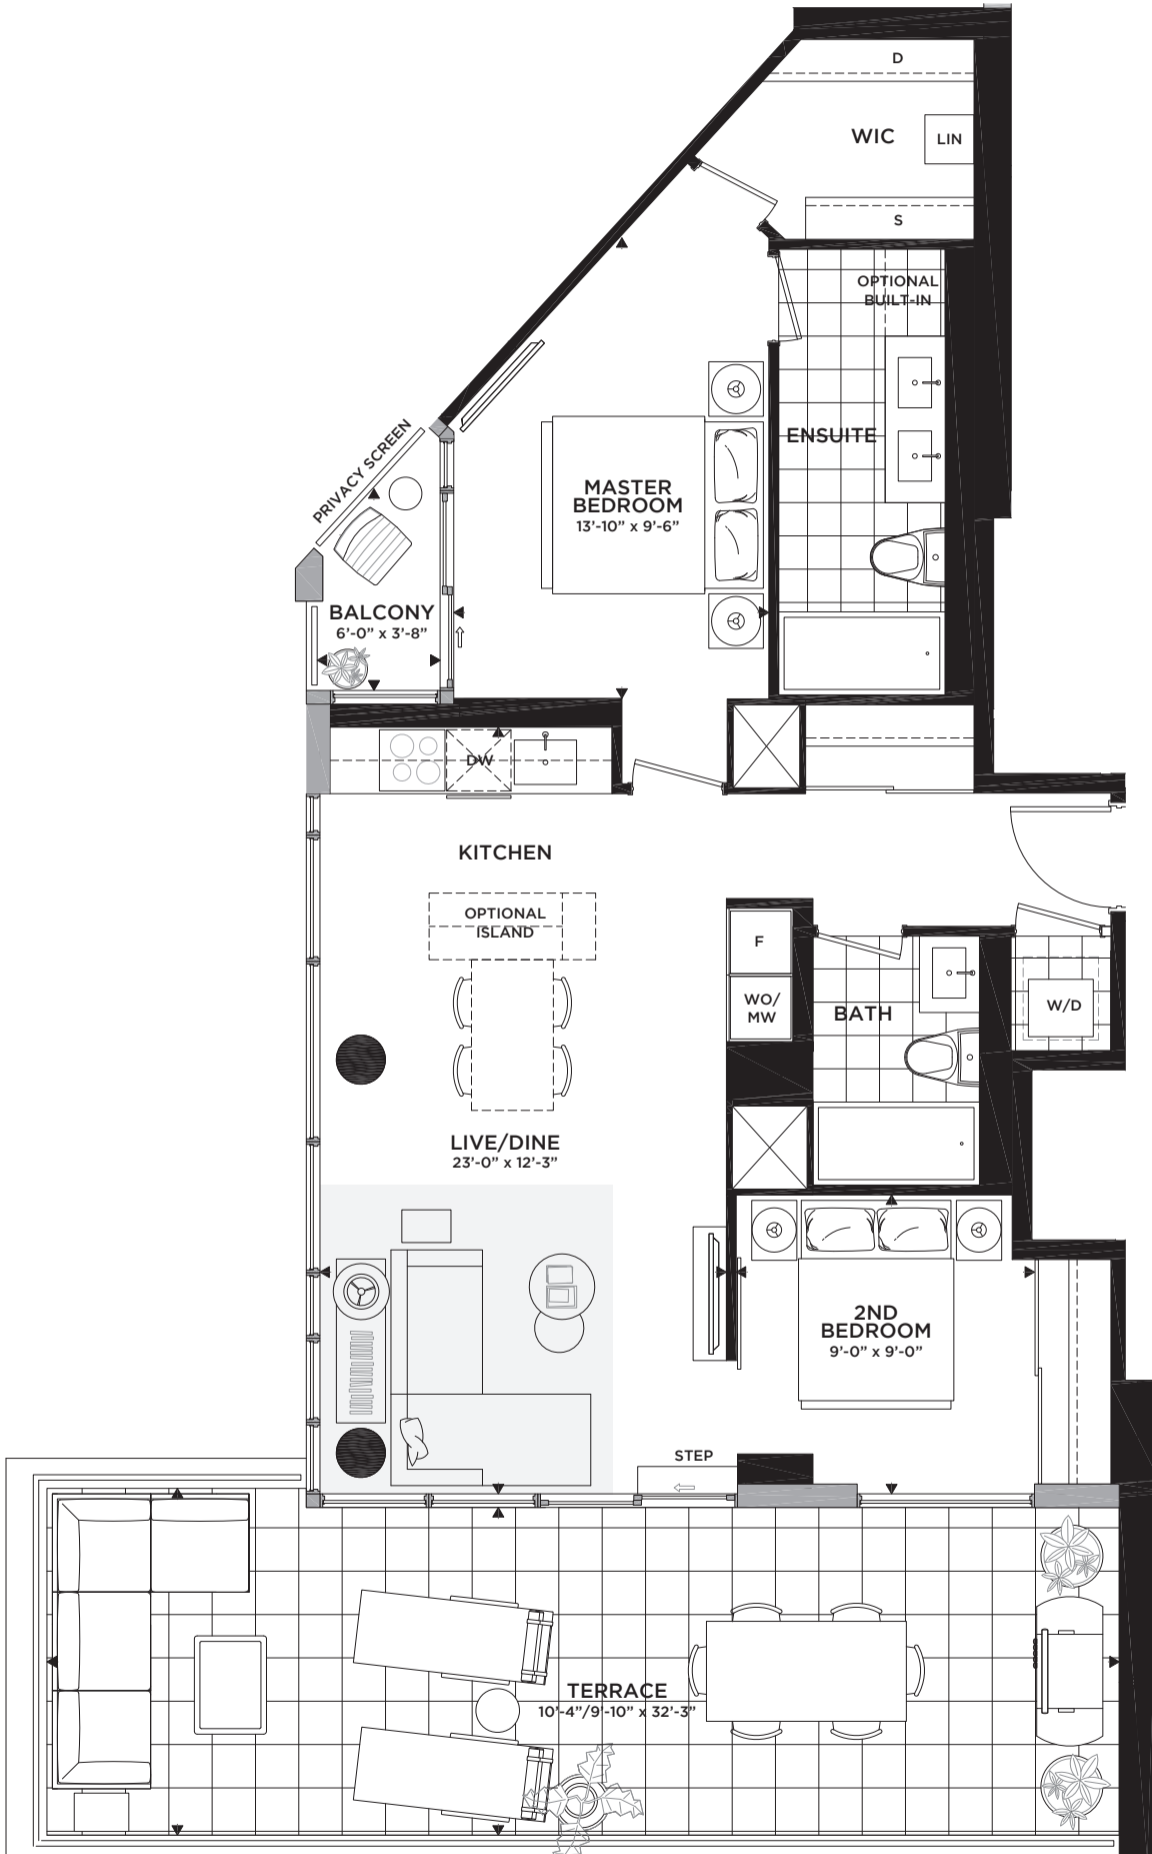 D
WIC
LIN
S
OPTIONAL
BUILT-IN
ENSUITE
PRIVACY SCREEN
MASTER
BEDROOM
13'-10" x 9'-6"
BALCONY
6'-0" x 3'-8"
DW
KITCHEN
OPTIONAL
ISLAND
F
WO/
MW
BATH
W/D
LIVE/DINE
23'-0" x 12'-3"
2ND
BEDROOM
9'-0" x 9'-0"
STEP
TERRACE
10'-4"/9'-10" x 32'-3"